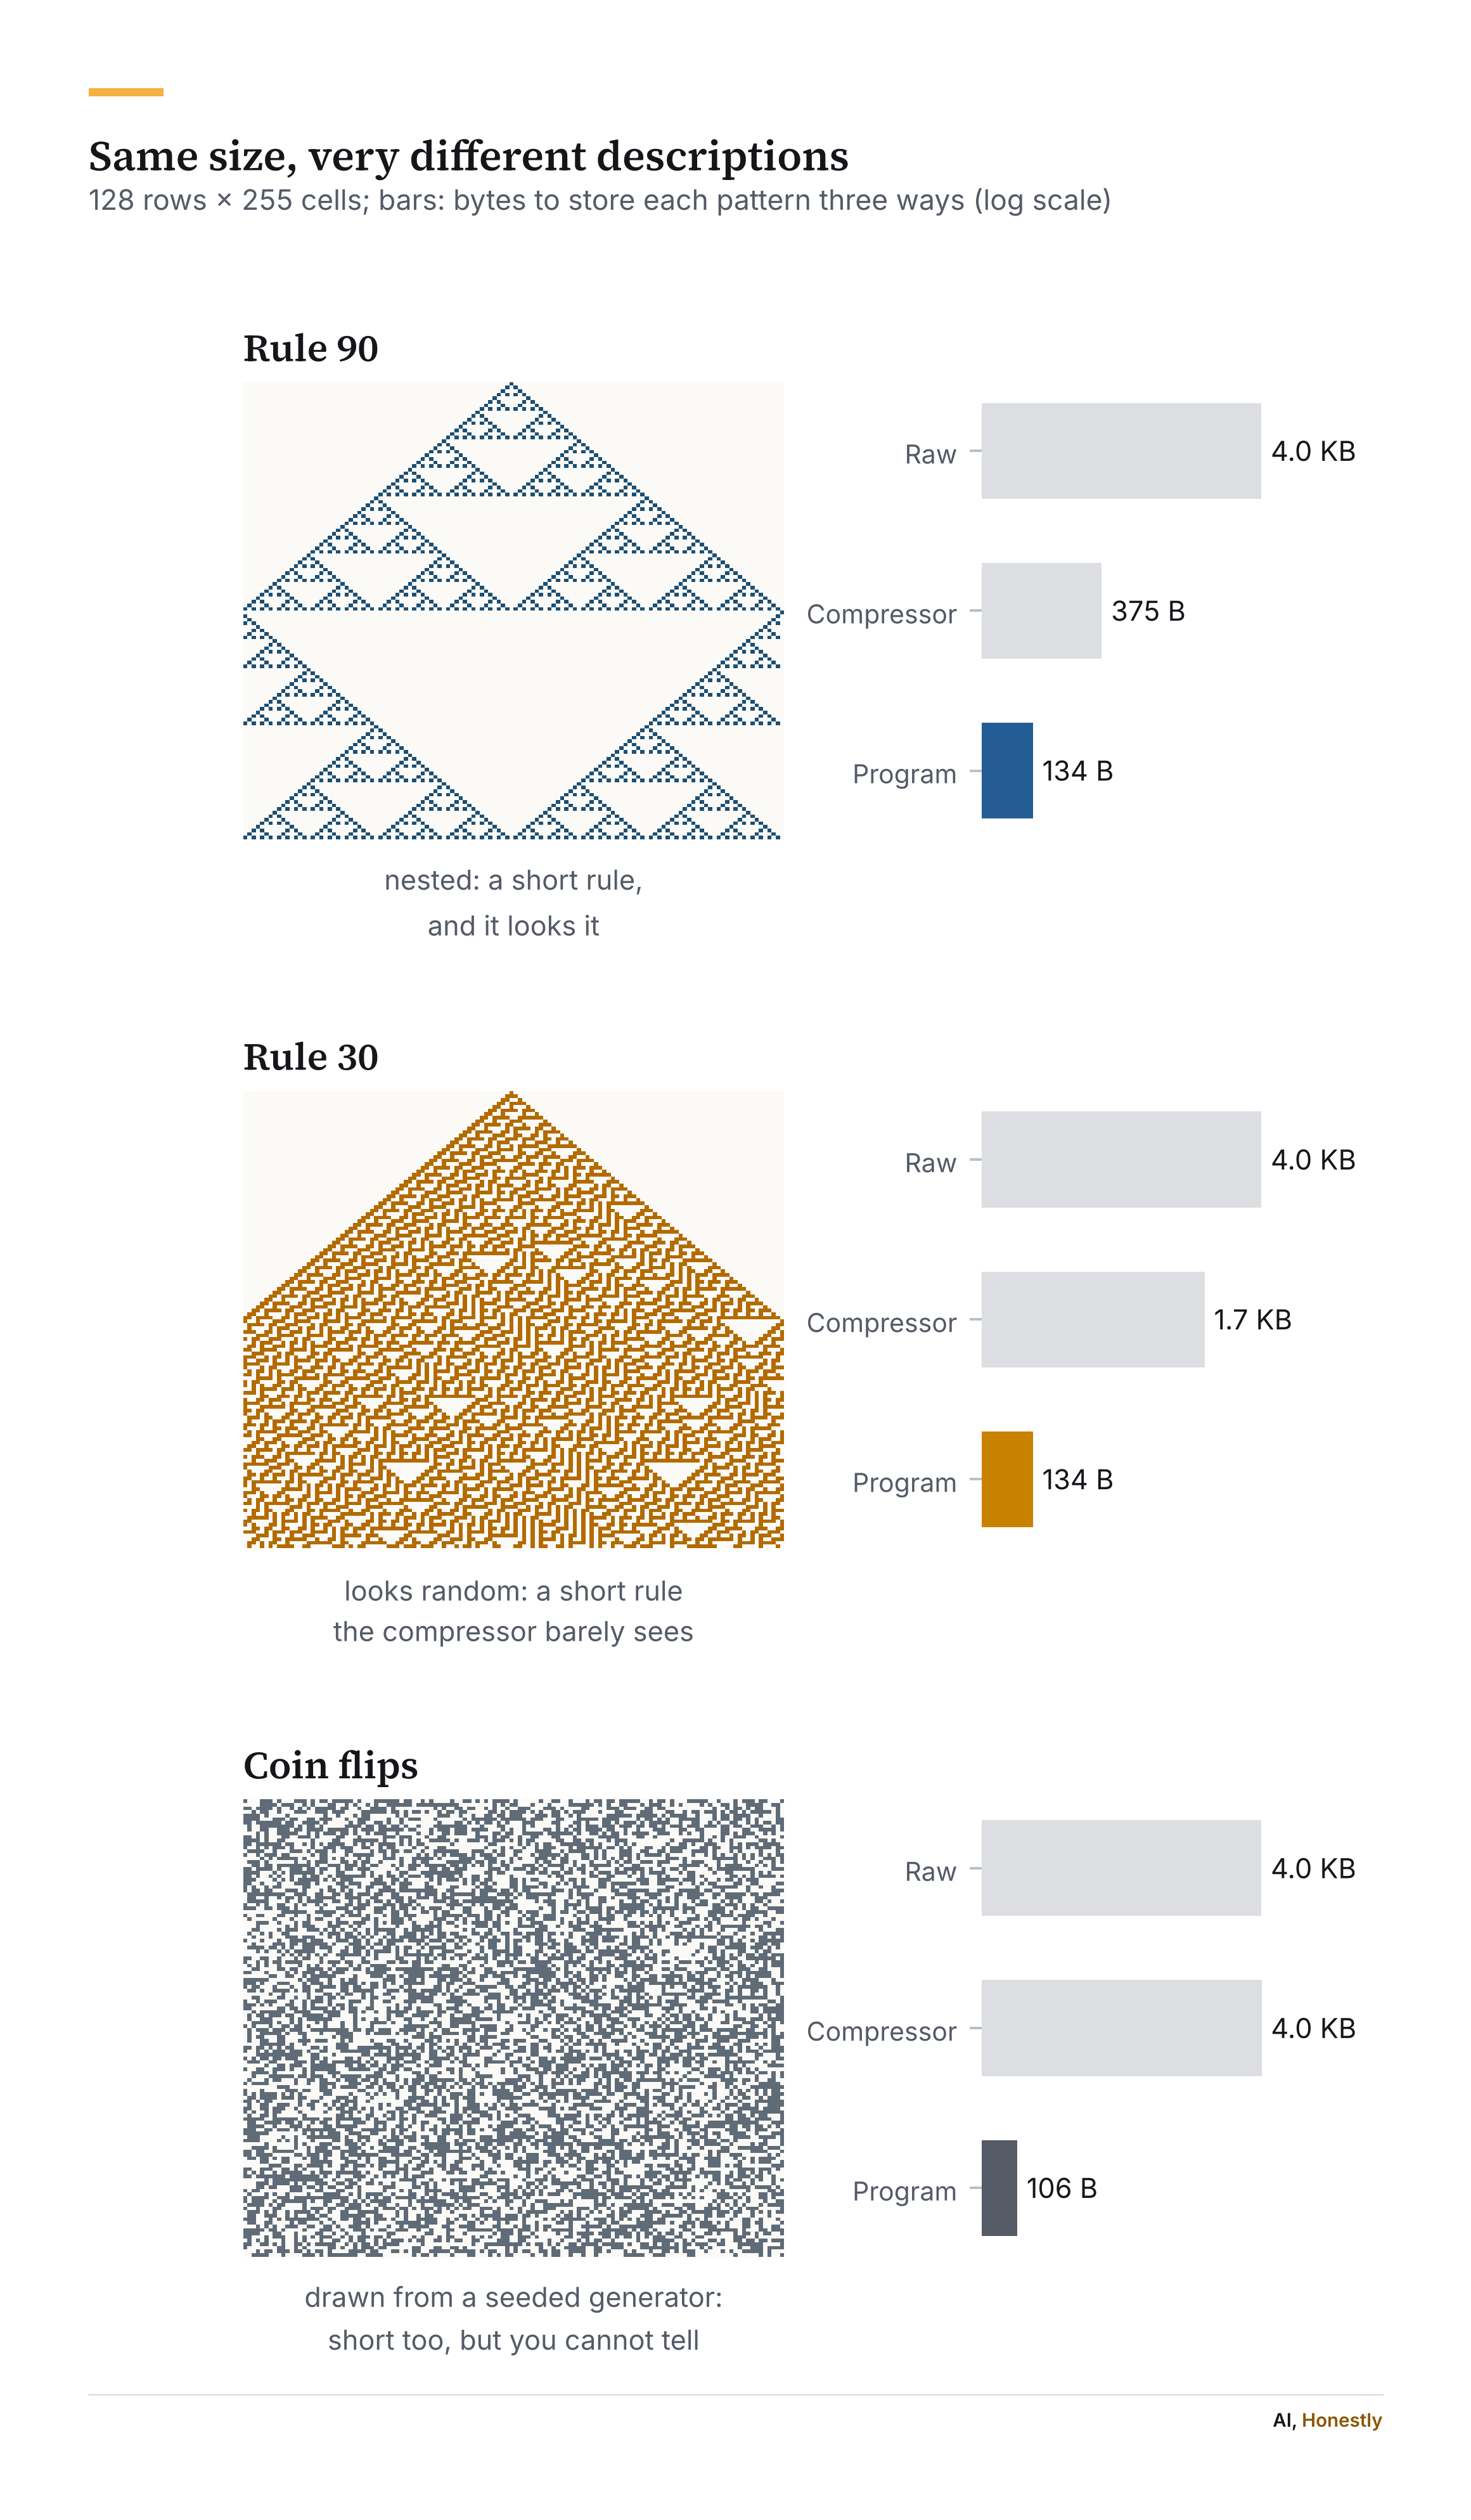 Same size, very different descriptions
128 rows × 255 cells; bars: bytes to store each pattern three ways (log scale)
Rule 90
Raw
4.0 KB
Compressor
375 B
Program
134 B
nested: a short rule,
and it looks it
Rule 30
Raw
4.0 KB
Compressor
1.7 KB
Program
134 B
looks random: a short rule
the compressor barely sees
Coin flips
Raw
4.0 KB
Compressor
4.0 KB
Program
106 B
drawn from a seeded generator:
short too, but you cannot tell
AI, Honestly